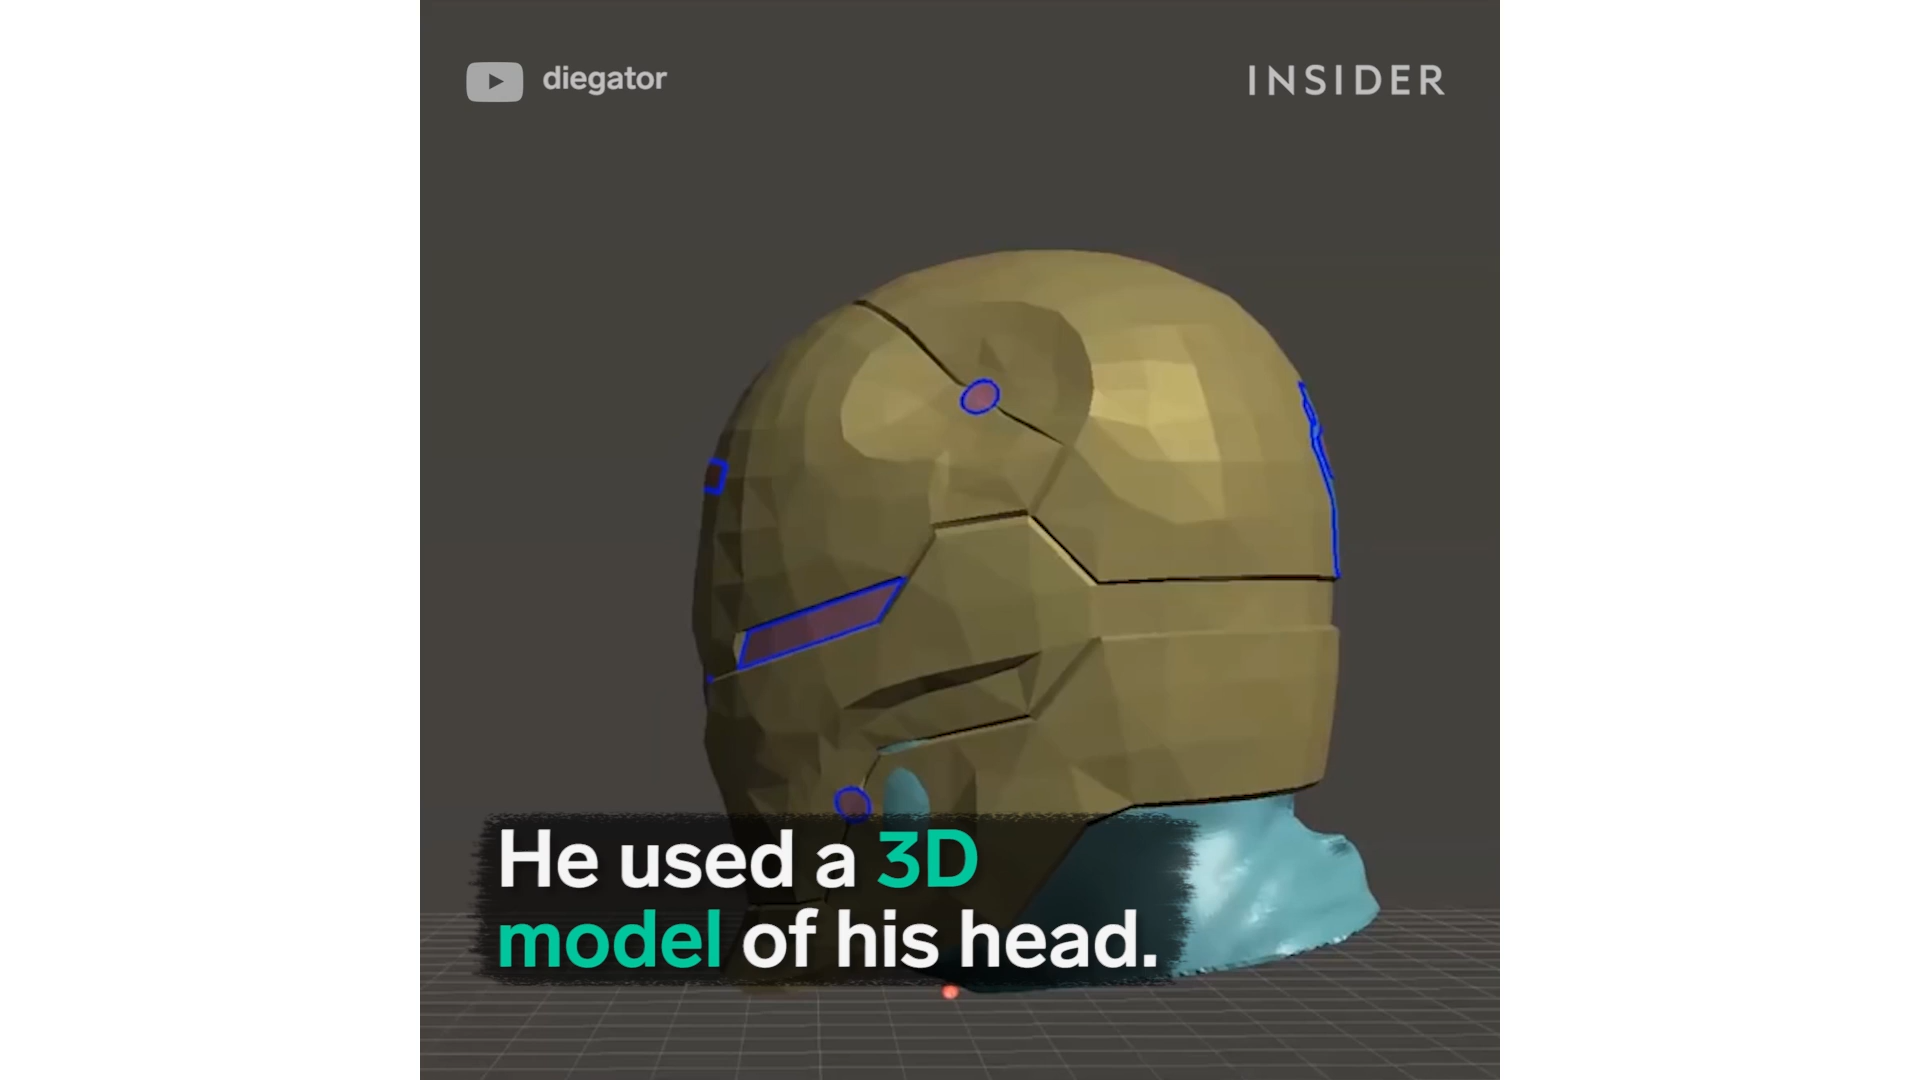 diegator
INSIDER
He used a 3D
model of his head.